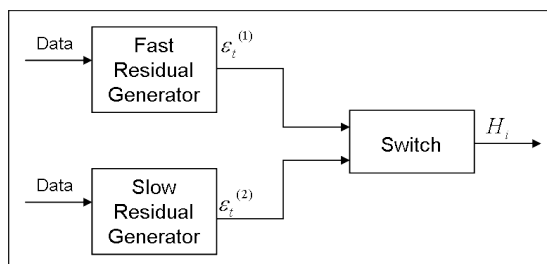 Data
Fast
Residual
Generator
ε_t^(1)
Switch
H_i
Data
Slow
Residual
Generator
ε_t^(2)